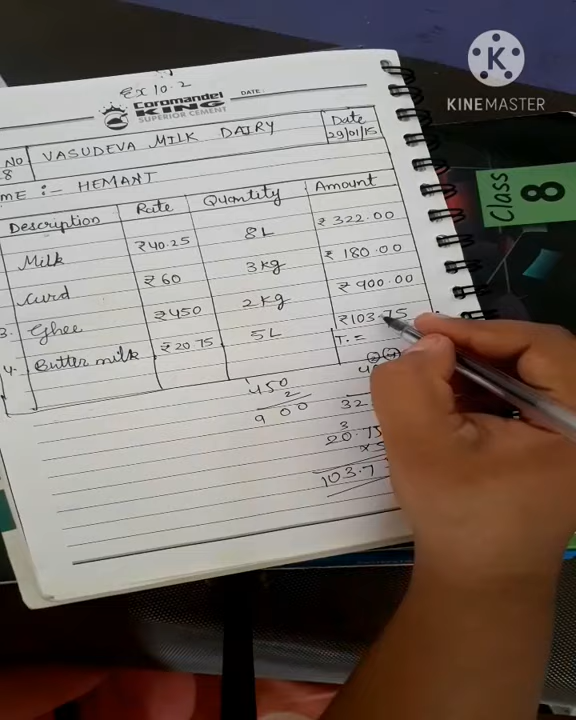 KINEMASTER
Ex 10.2
Coromandel
KING
SUPERIOR CEMENT
DATE:
NO
8
VASUDEVA MILK DAIRY
Date
29/01/15
ME :- HEMANT
Description Rate Quantity Amount
Milk ₹40.25 8L ₹322.00
Curd ₹60 3kg ₹180.00
3. Ghee ₹450 2kg ₹900.00
4. Butter milk ₹20.75 5L ₹103.75
T. =
450
2
900
32
3
20.75
×5
103.7
Class 8